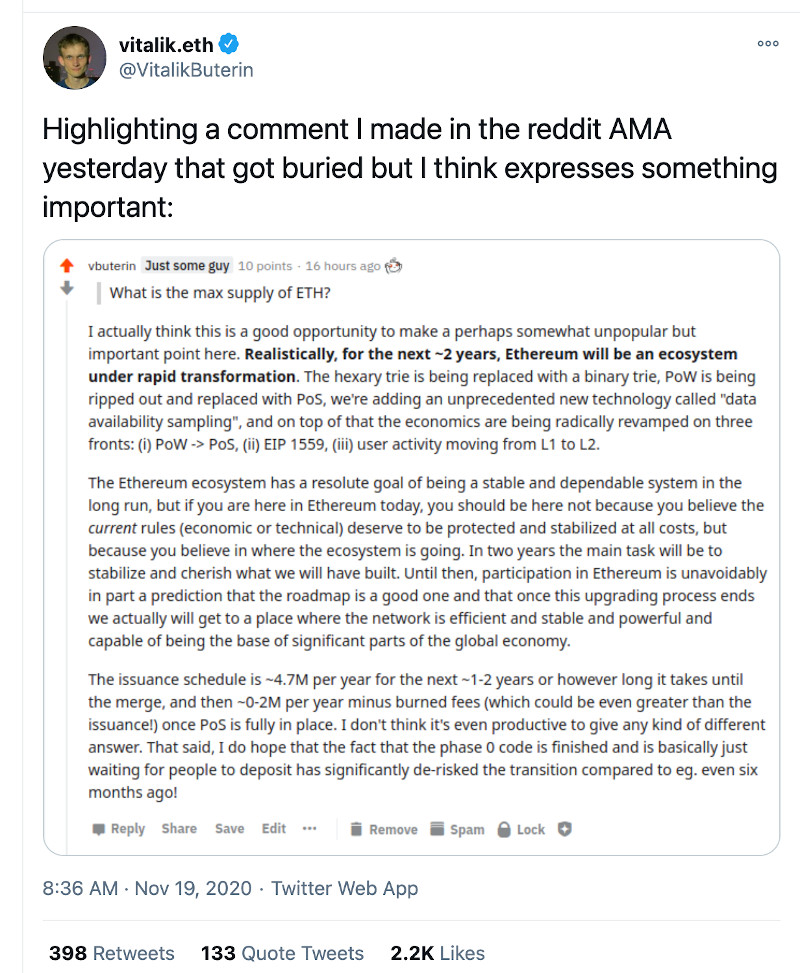 vitalik.eth
@VitalikButerin
Highlighting a comment I made in the reddit AMA
yesterday that got buried but I think expresses something
important:
vbuterin Just some guy 10 points · 16 hours ago
What is the max supply of ETH?
I actually think this is a good opportunity to make a perhaps somewhat unpopular but
important point here. Realistically, for the next ~2 years, Ethereum will be an ecosystem
under rapid transformation. The hexary trie is being replaced with a binary trie, PoW is being
ripped out and replaced with PoS, we're adding an unprecedented new technology called "data
availability sampling", and on top of that the economics are being radically revamped on three
fronts: (i) PoW -> PoS, (ii) EIP 1559, (iii) user activity moving from L1 to L2.
The Ethereum ecosystem has a resolute goal of being a stable and dependable system in the
long run, but if you are here in Ethereum today, you should be here not because you believe the
current rules (economic or technical) deserve to be protected and stabilized at all costs, but
because you believe in where the ecosystem is going. In two years the main task will be to
stabilize and cherish what we will have built. Until then, participation in Ethereum is unavoidably
in part a prediction that the roadmap is a good one and that once this upgrading process ends
we actually will get to a place where the network is efficient and stable and powerful and
capable of being the base of significant parts of the global economy.
The issuance schedule is ~4.7M per year for the next ~1-2 years or however long it takes until
the merge, and then ~0-2M per year minus burned fees (which could be even greater than the
issuance!) once PoS is fully in place. I don't think it's even productive to give any kind of different
answer. That said, I do hope that the fact that the phase 0 code is finished and is basically just
waiting for people to deposit has significantly de-risked the transition compared to eg. even six
months ago!
Reply Share Save Edit ··· Remove Spam Lock
8:36 AM · Nov 19, 2020 · Twitter Web App
398 Retweets 133 Quote Tweets 2.2K Likes